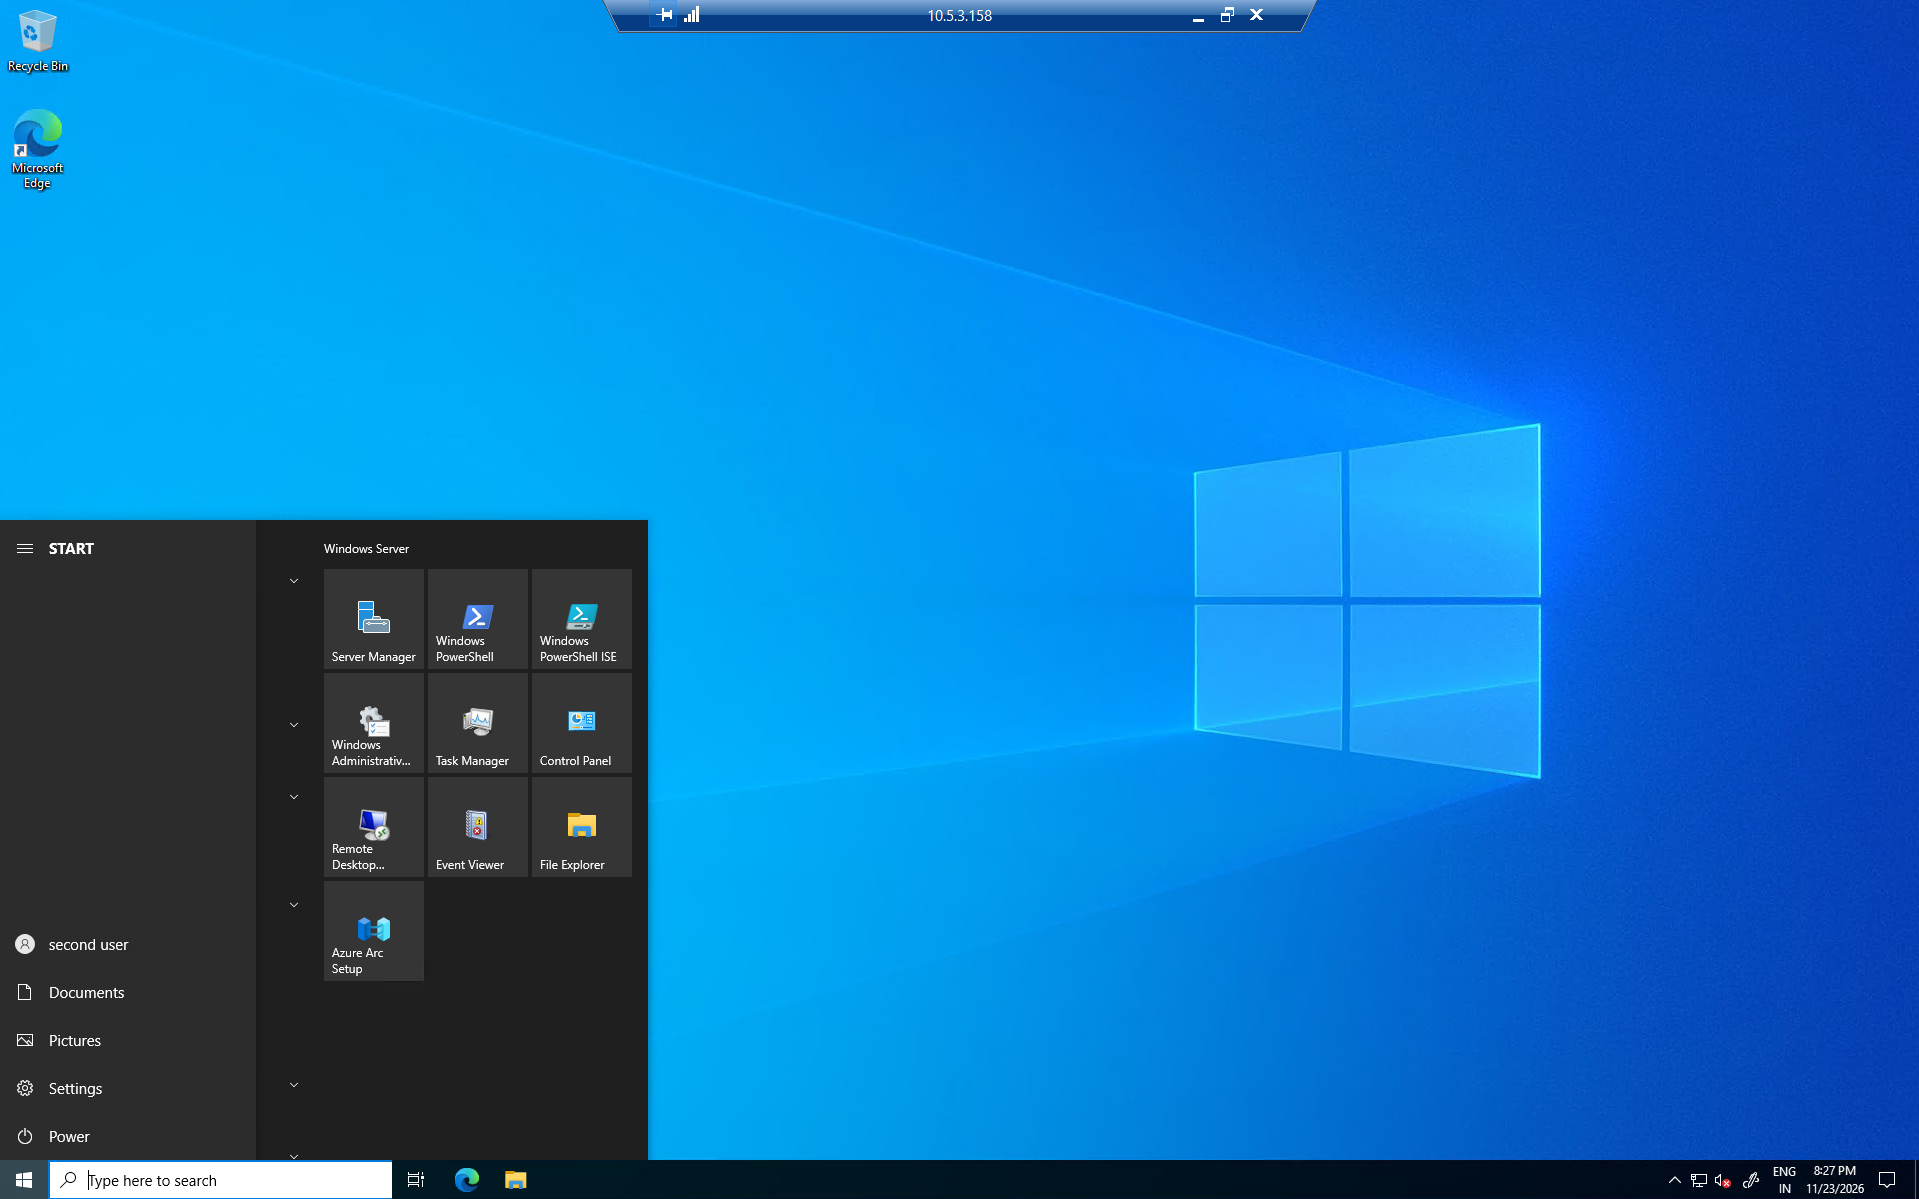 10.5.3.158
Recycle Bin
Microsoft
Edge
START
Windows Server
Server Manager
Windows
PowerShell
Windows
PowerShell ISE
Windows
Administrativ...
Task Manager
Control Panel
Remote
Desktop...
Event Viewer
File Explorer
Azure Arc
Setup
second user
Documents
Pictures
Settings
Power
Type here to search
ENG
IN
8:27 PM
11/23/2026